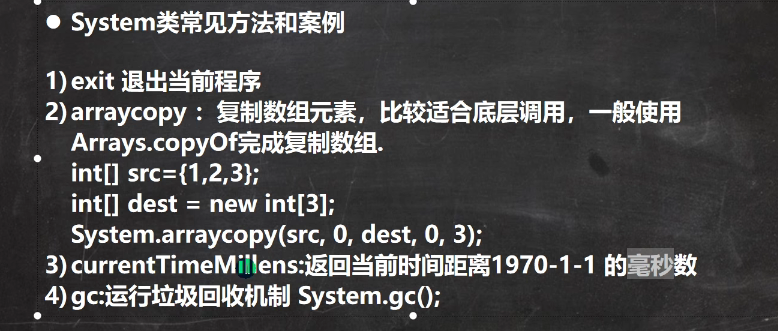 ● System类常见方法和案例
1) exit 退出当前程序
2) arraycopy ：复制数组元素，比较适合底层调用，一般使用
Arrays.copyOf完成复制数组.
int[] src={1,2,3};
int[] dest = new int[3];
System.arraycopy(src, 0, dest, 0, 3);
3) currentTimeMillens:返回当前时间距离1970-1-1 的毫秒数
4) gc:运行垃圾回收机制 System.gc();